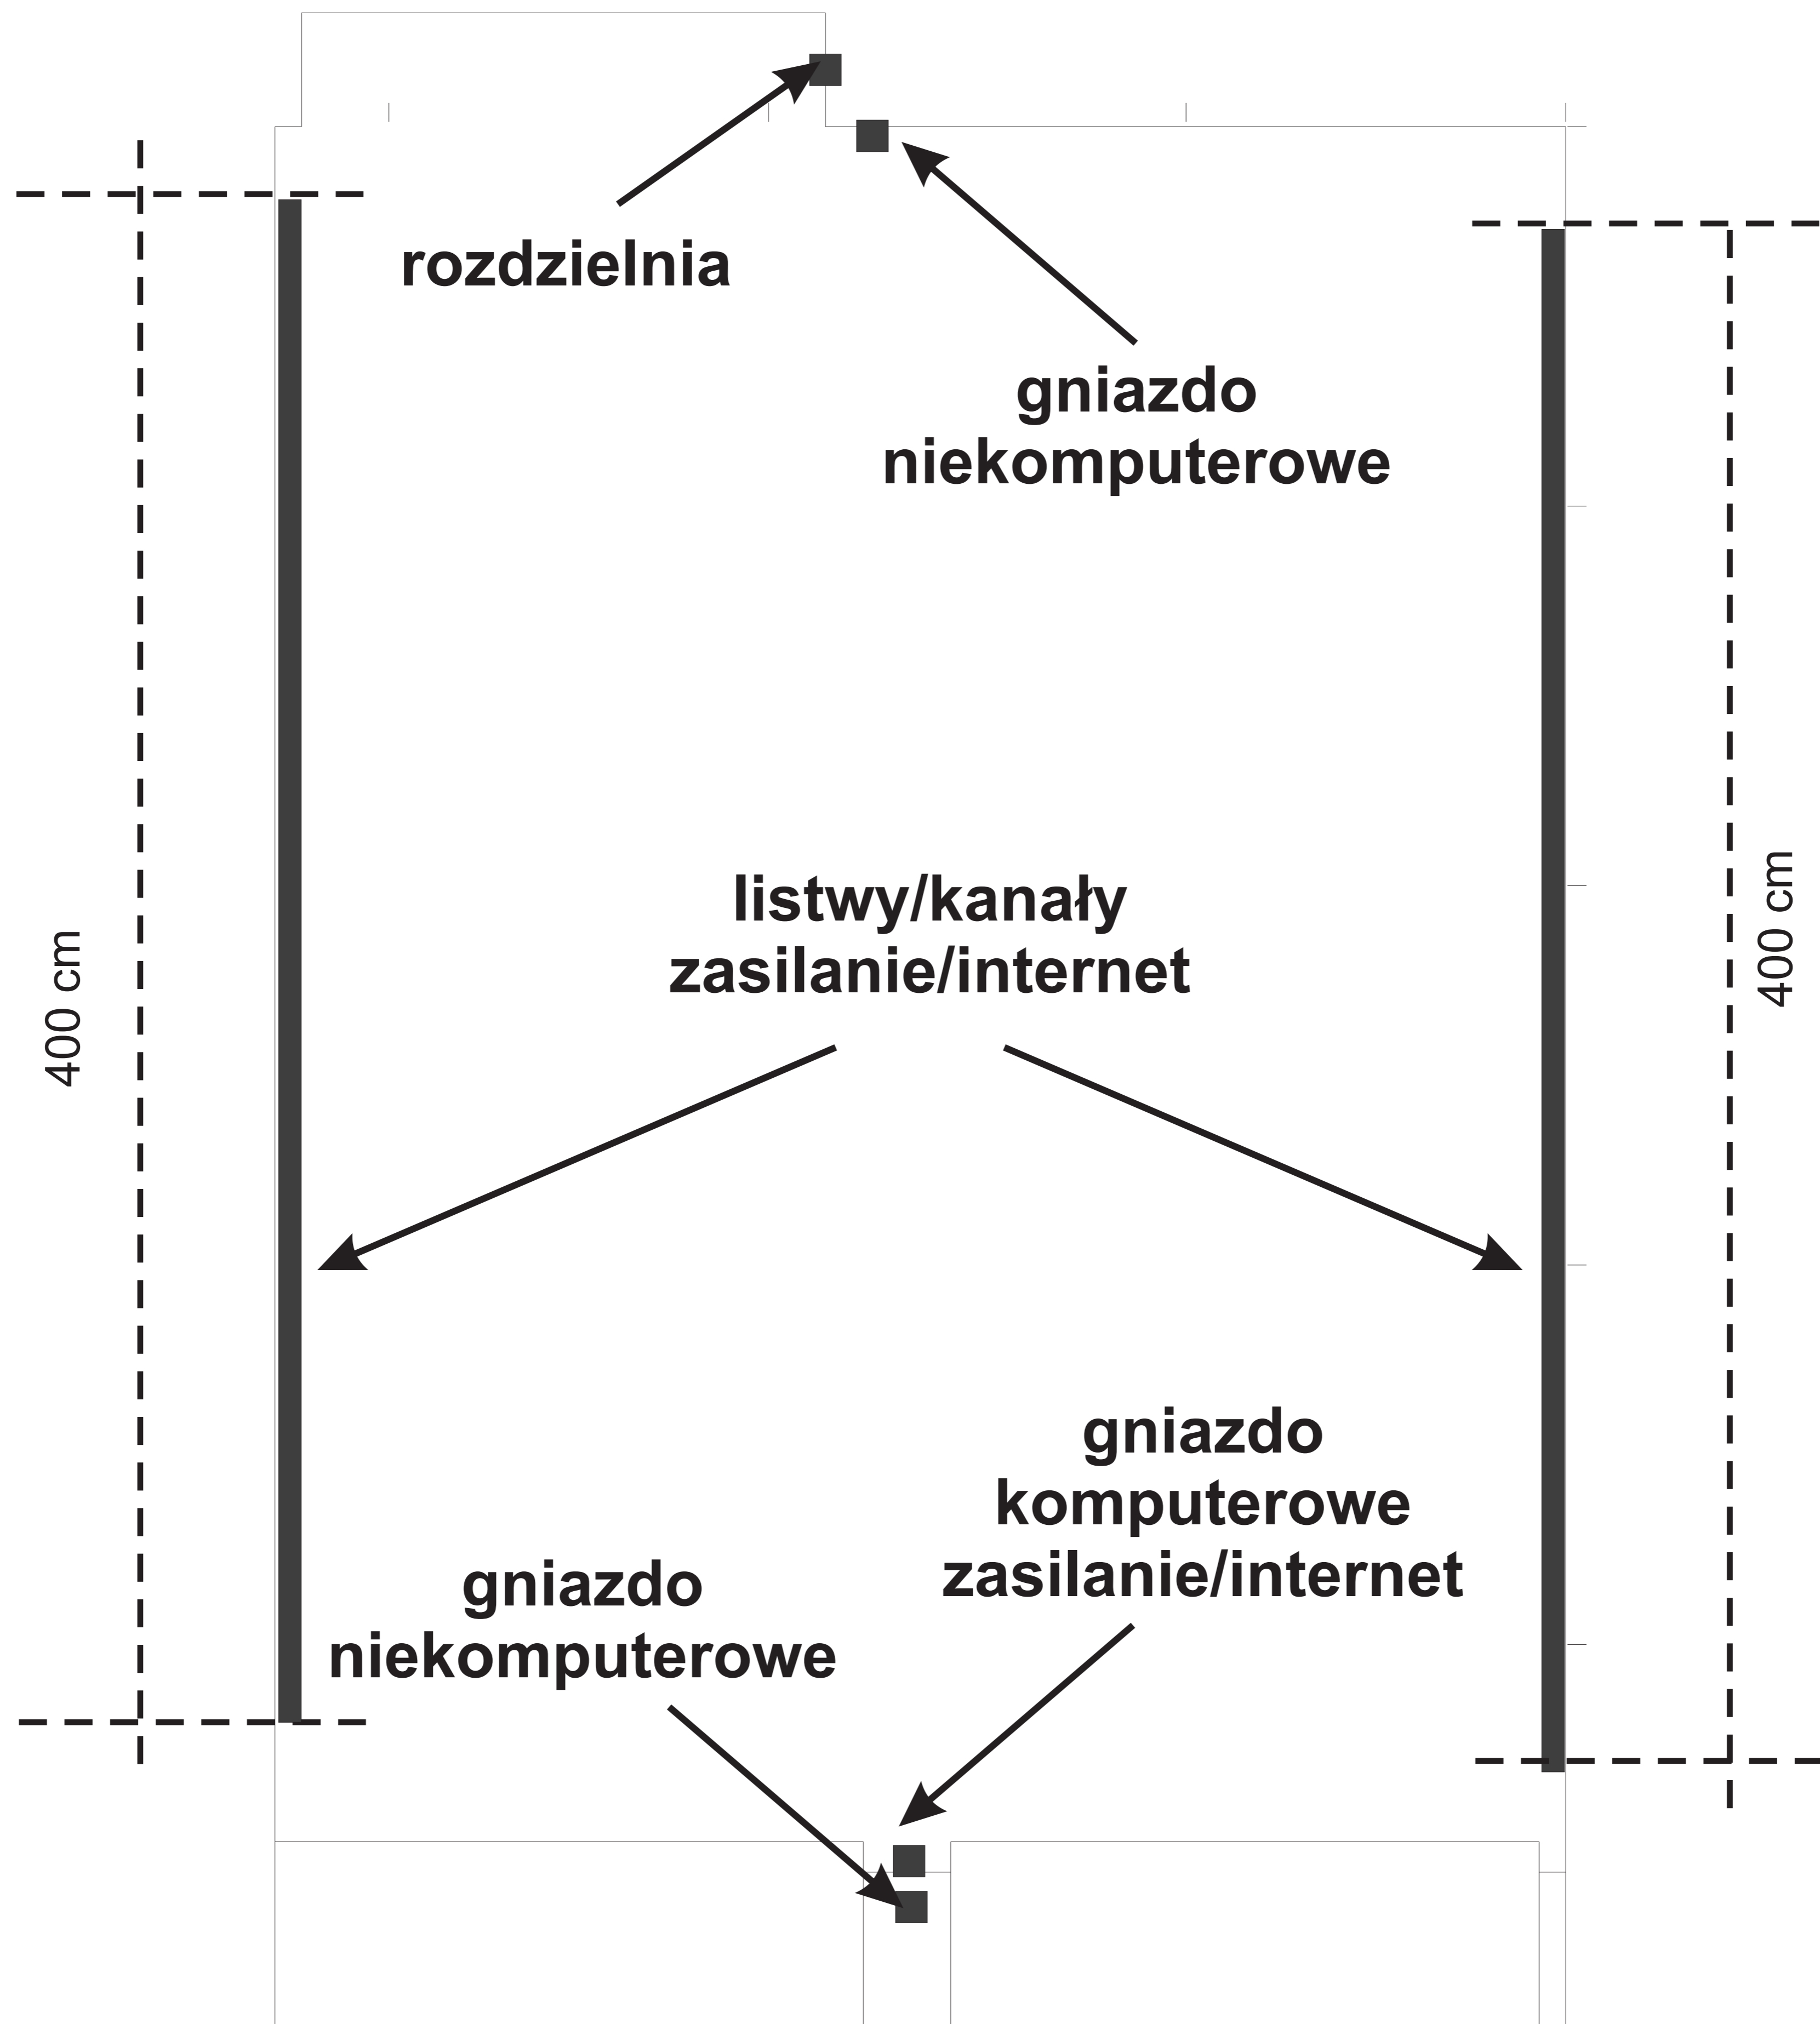 rozdzielnia
gniazdo
niekomputerowe
listwy/kanały
zasilanie/internet
400 cm
400 cm
gniazdo
komputerowe
zasilanie/internet
gniazdo
niekomputerowe